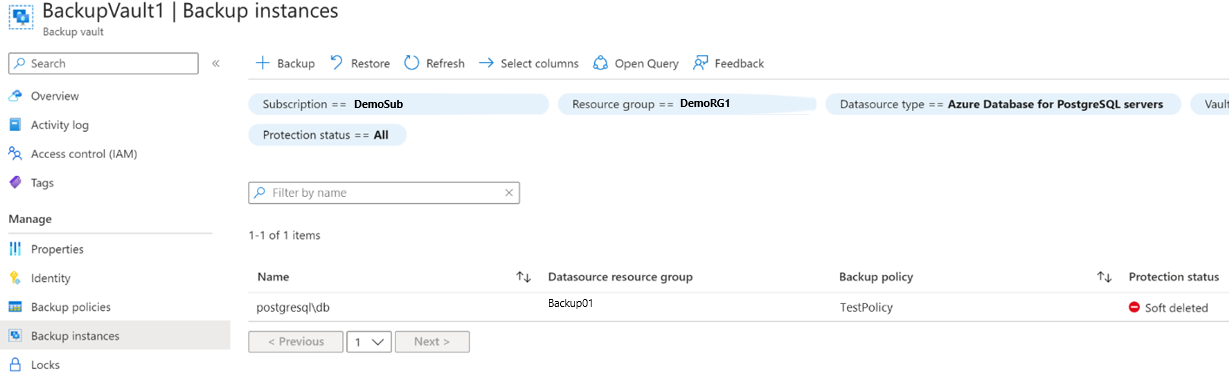 BackupVault1 | Backup instances
Backup vault
Search «
Backup Restore Refresh Select columns Open Query Feedback
Overview
Activity log
Access control (IAM)
Tags
Manage
Properties
Identity
Backup policies
Backup instances
Locks
Subscription == DemoSub Resource group == DemoRG1 Datasource type == Azure Database for PostgreSQL servers Vault
Protection status == All
Filter by name
1-1 of 1 items
Name Datasource resource group Backup policy Protection status
postgresql\db Backup01 TestPolicy Soft deleted
< Previous 1 Next >